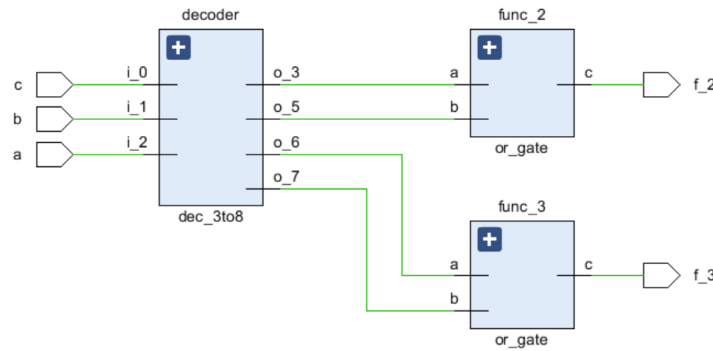 decoder
func_2
c
i_0
o_3
a
c
f_2
b
i_1
o_5
b
a
i_2
o_6
or_gate
o_7
dec_3to8
func_3
a
c
f_3
b
or_gate